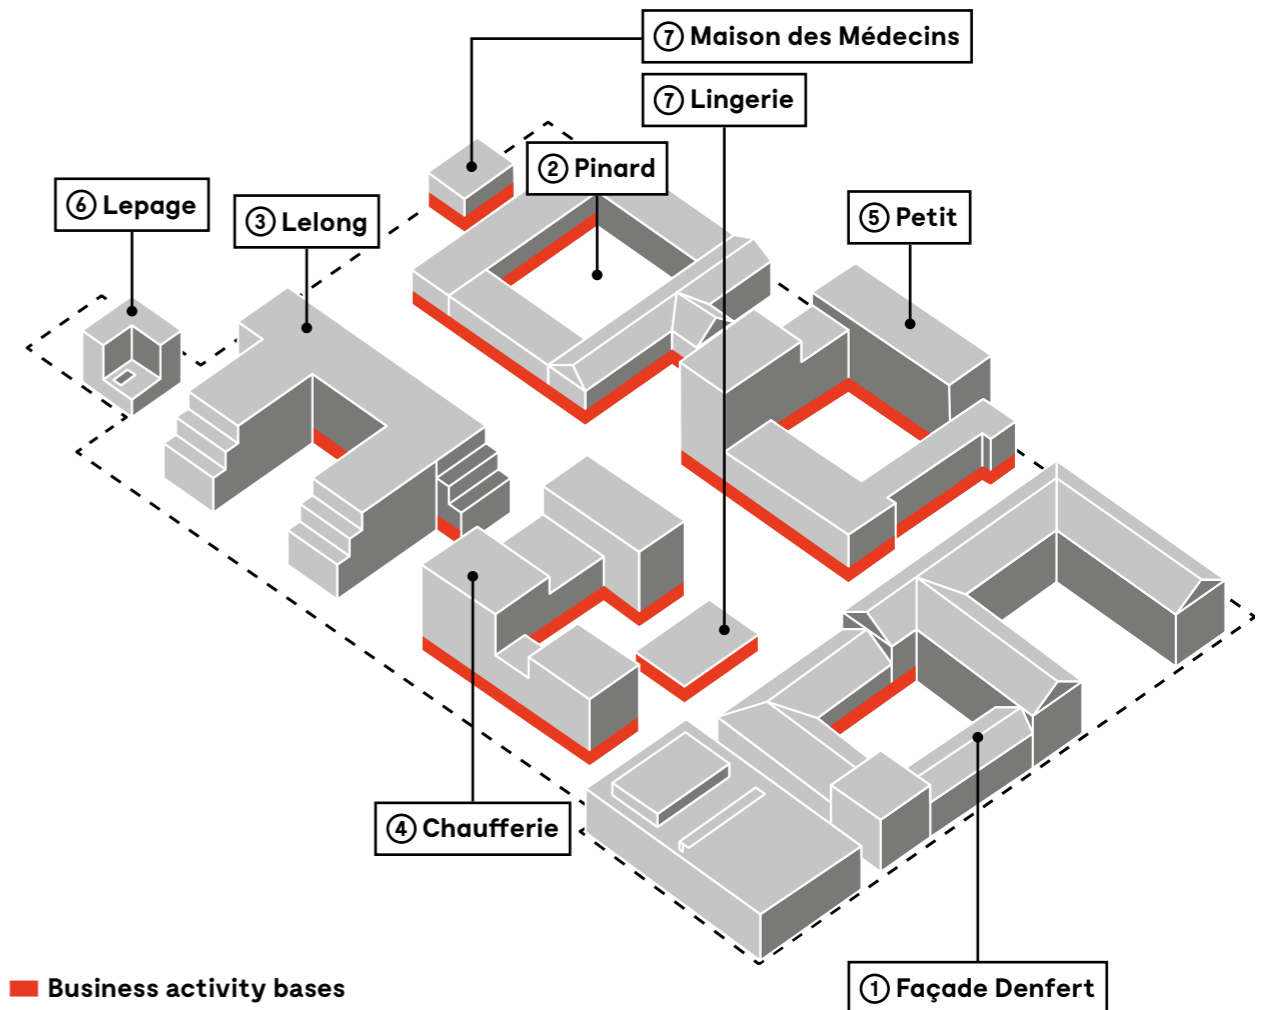 ⑦ Maison des Médecins
⑦ Lingerie
② Pinard
⑥ Lepage
③ Lelong
⑤ Petit
④ Chaufferie
① Façade Denfert
Business activity bases